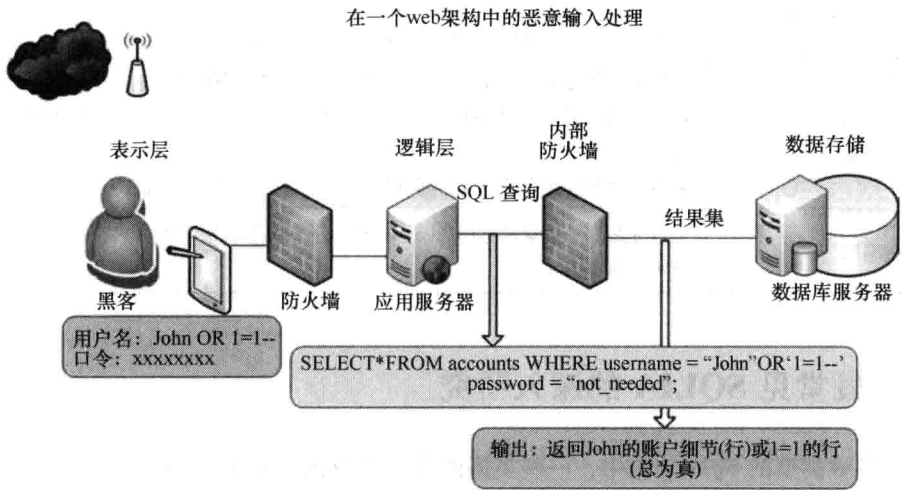 在一个web架构中的恶意输入处理
表示层
逻辑层
内部
防火墙
数据存储
SQL 查询
结果集
黑客
防火墙
应用服务器
数据库服务器
用户名：John OR 1=1--
口令：xxxxxxxx
SELECT*FROM accounts WHERE username = “John”OR‘1=1--’
password = “not_needed”;
输出：返回John的账户细节(行)或1=1的行
(总为真)